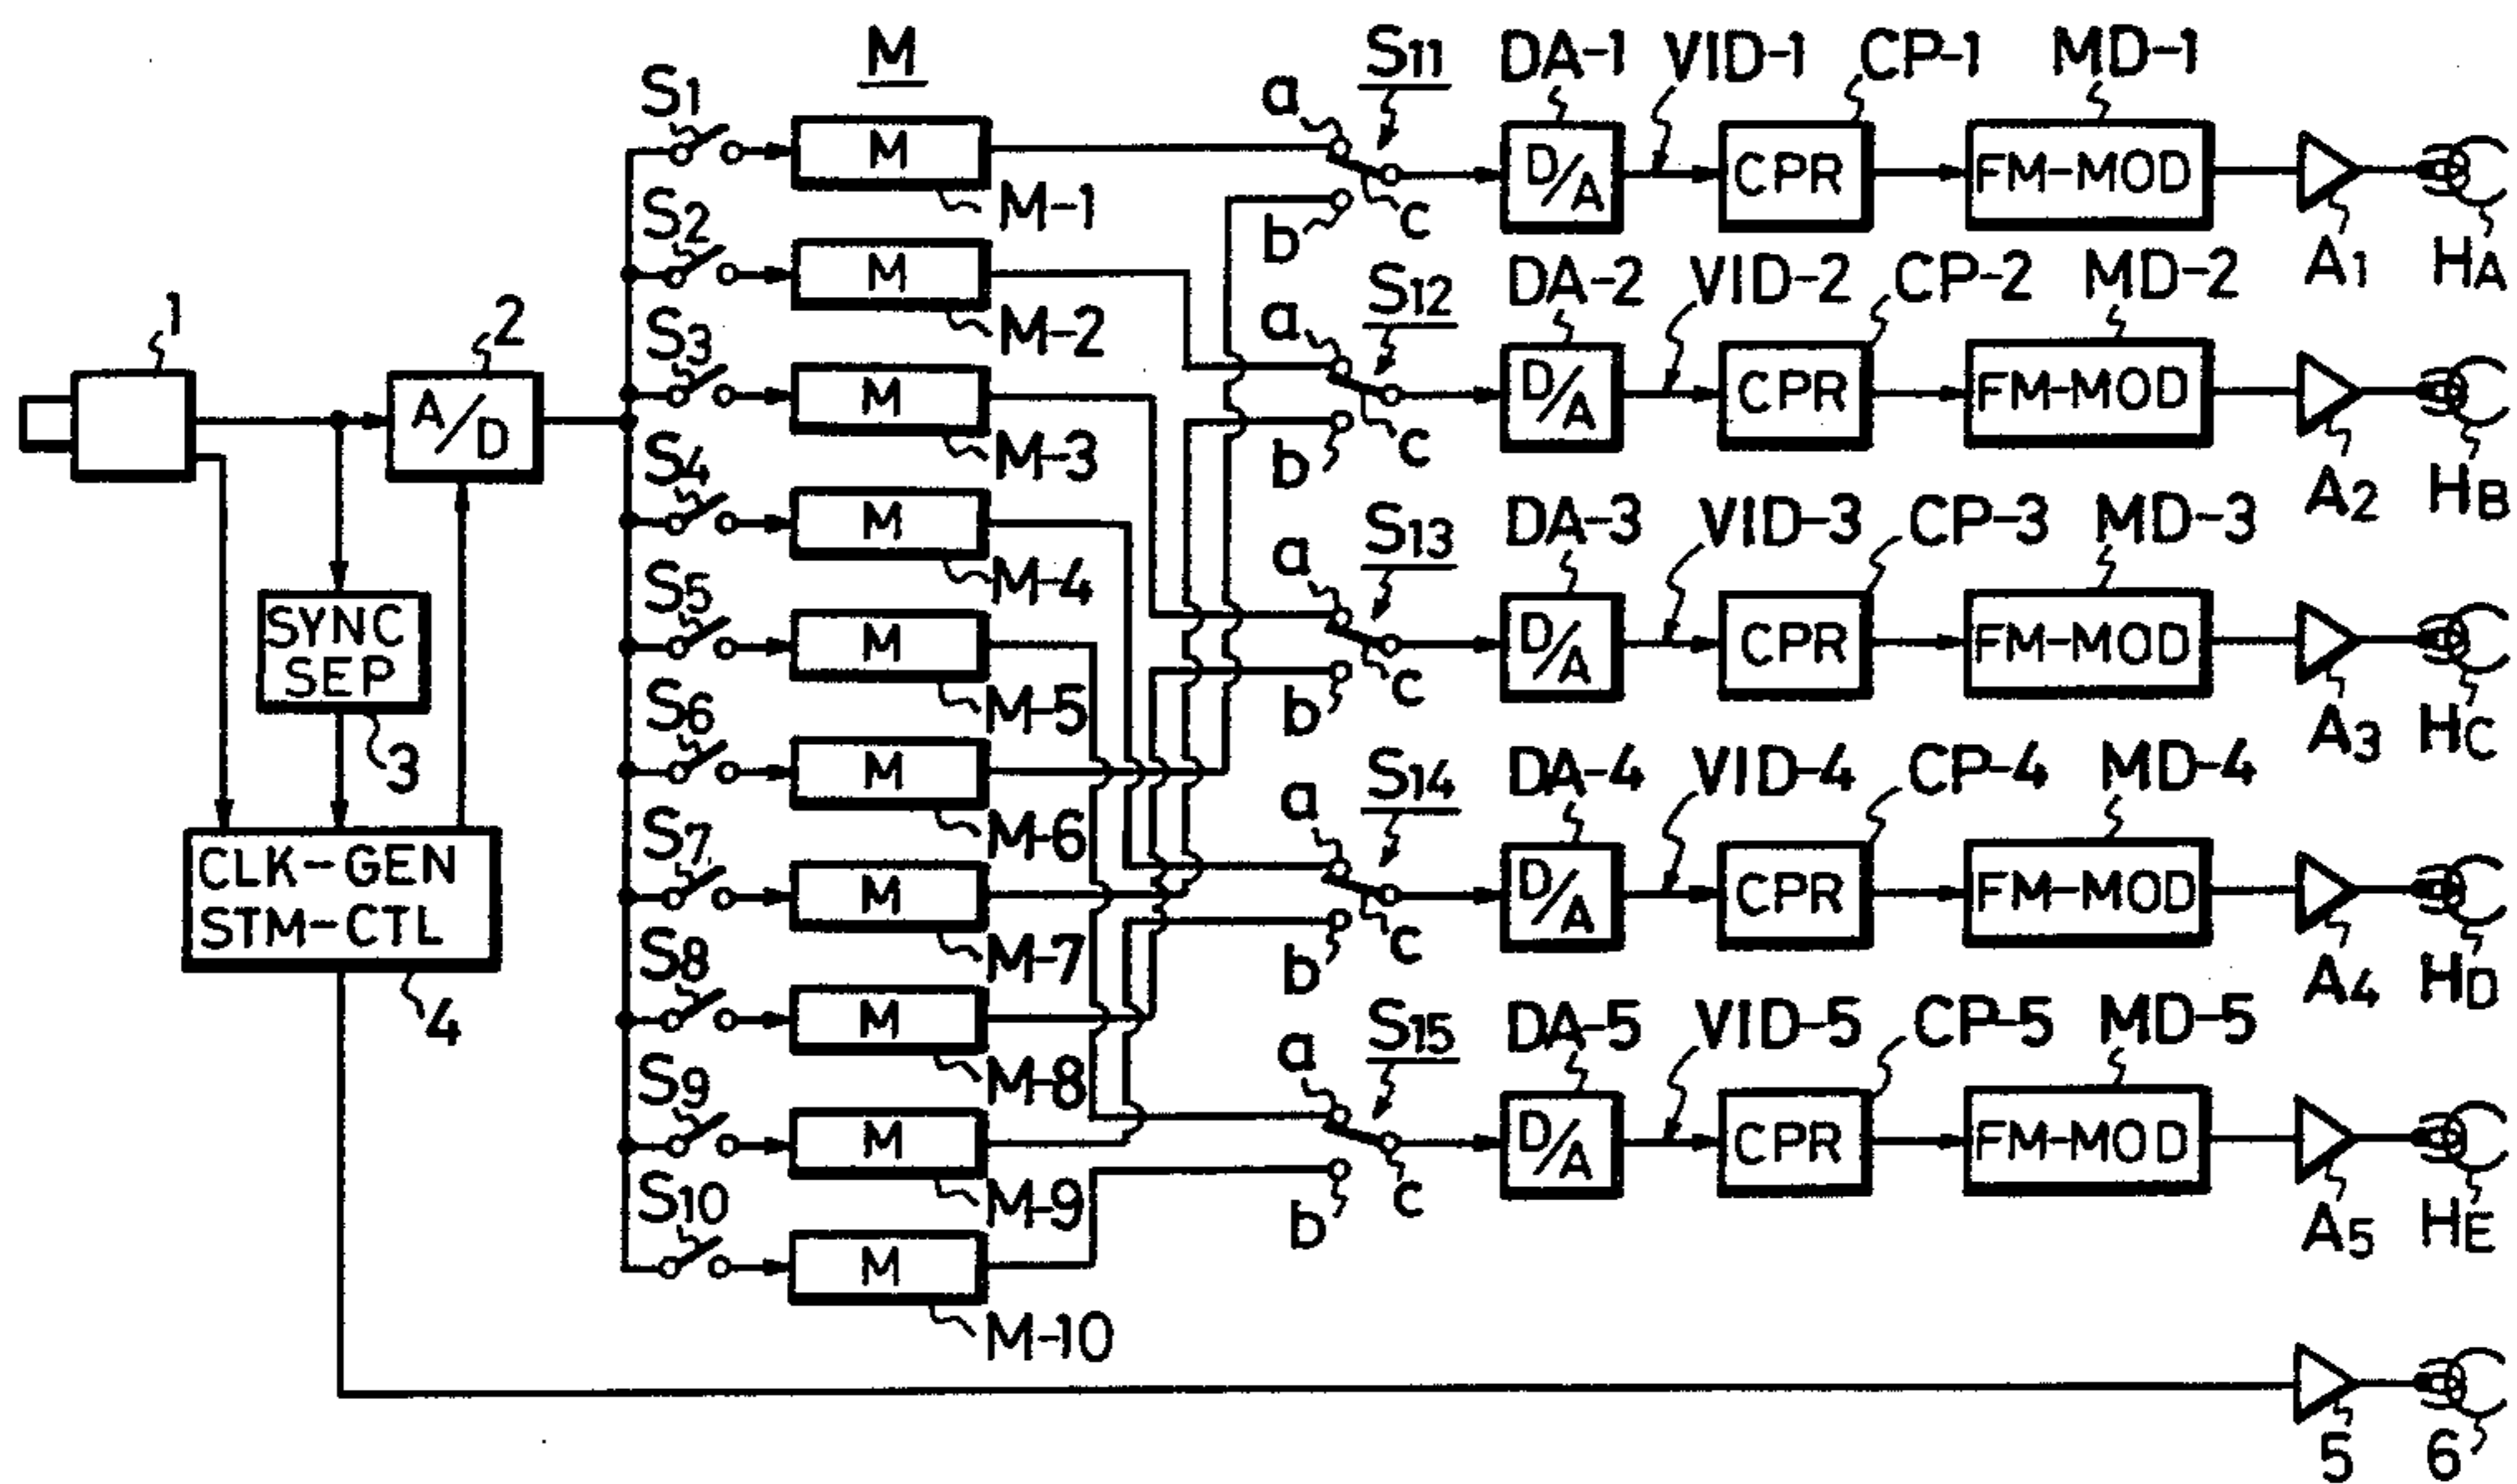 M
S1
M
M-1
S2
M
M-2
S3
M
M-3
S4
M
M-4
S5
M
M-5
S6
M
M-6
S7
M
M-7
S8
M
M-8
S9
M
M-9
S10
M
M-10
1
2
A/D
SYNC
SEP
3
CLK-GEN
STM-CTL
4
a
b
c
S11
DA-1
D/A
VID-1
CP-1
CPR
MD-1
FM-MOD
A1
HA
a
b
c
S12
DA-2
D/A
VID-2
CP-2
CPR
MD-2
FM-MOD
A2
HB
a
b
c
S13
DA-3
D/A
VID-3
CP-3
CPR
MD-3
FM-MOD
A3
HC
a
b
c
S14
DA-4
D/A
VID-4
CP-4
CPR
MD-4
FM-MOD
A4
HD
a
b
c
S15
DA-5
D/A
VID-5
CP-5
CPR
MD-5
FM-MOD
A5
HE
5
6